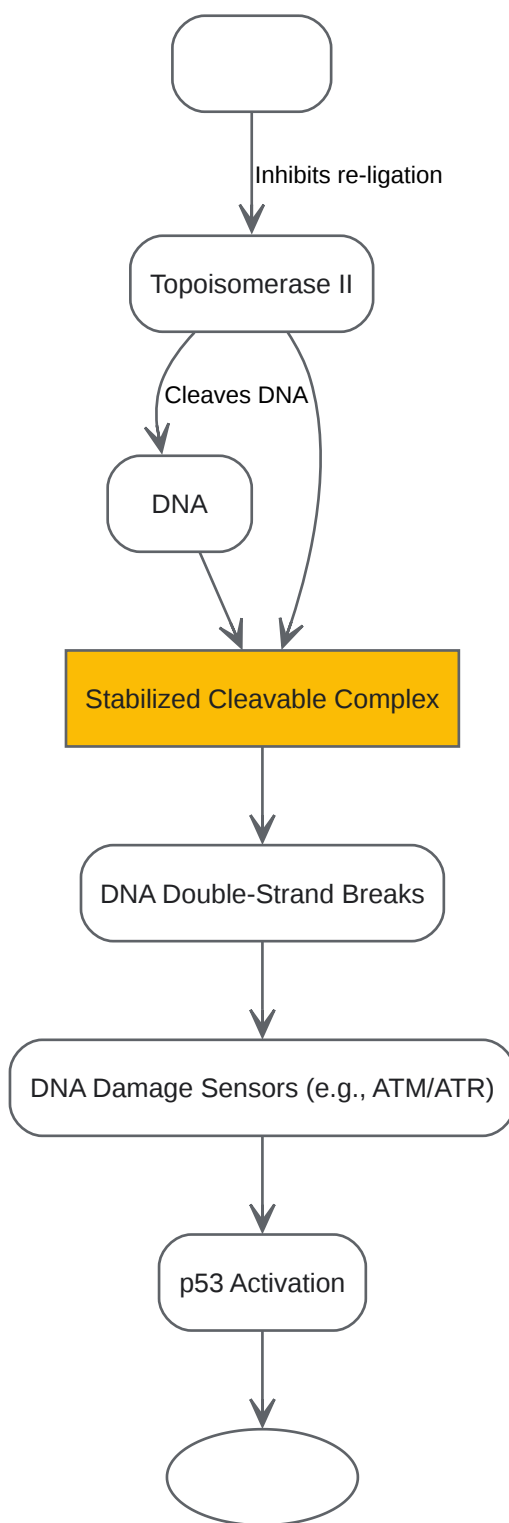 Inhibits re-ligation
Topoisomerase II
Cleaves DNA
DNA
Stabilized Cleavable Complex
DNA Double-Strand Breaks
DNA Damage Sensors (e.g., ATM/ATR)
p53 Activation